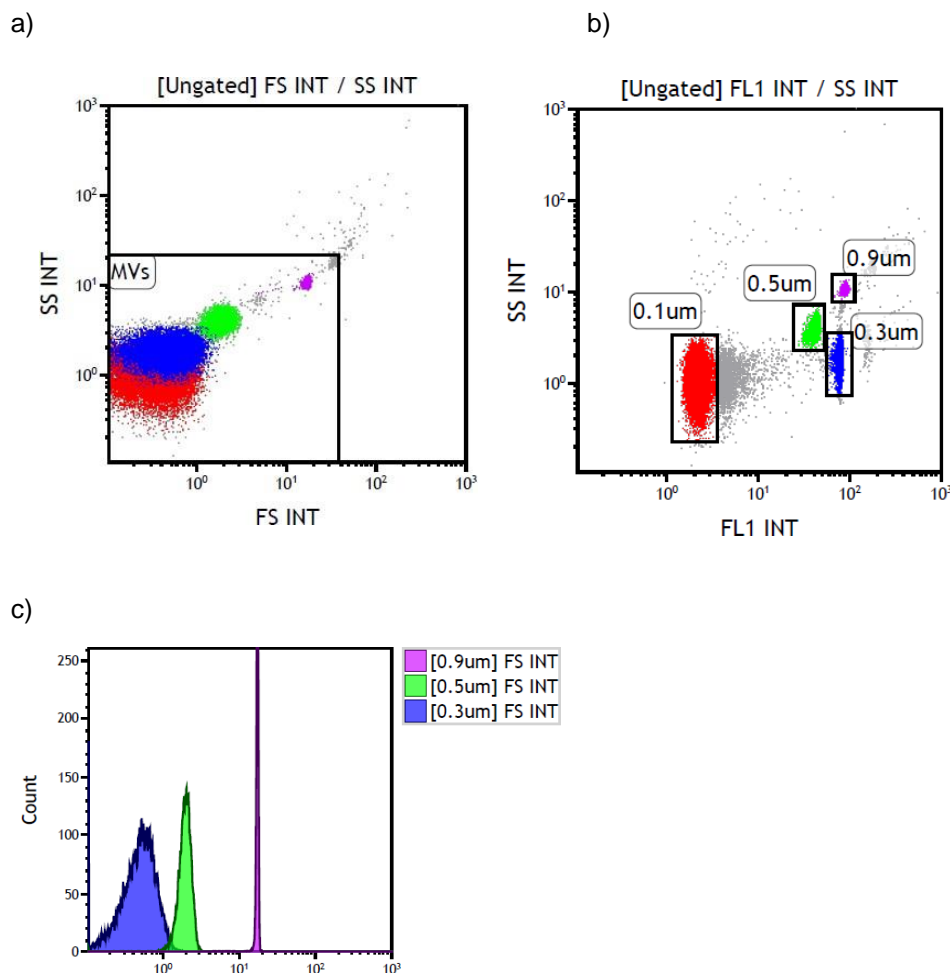 a)
b)
[Ungated] FS INT / SS INT
10³
10²
10¹
10⁰
SS INT
MVs
10⁰
10¹
10²
10³
FS INT
[Ungated] FL1 INT / SS INT
10³
10²
10¹
10⁰
SS INT
0.1um
0.5um
0.9um
0.3um
10⁰
10¹
10²
10³
FL1 INT
c)
250
200
150
100
50
0
Count
10⁰
10¹
10²
10³
[0.9um] FS INT
[0.5um] FS INT
[0.3um] FS INT